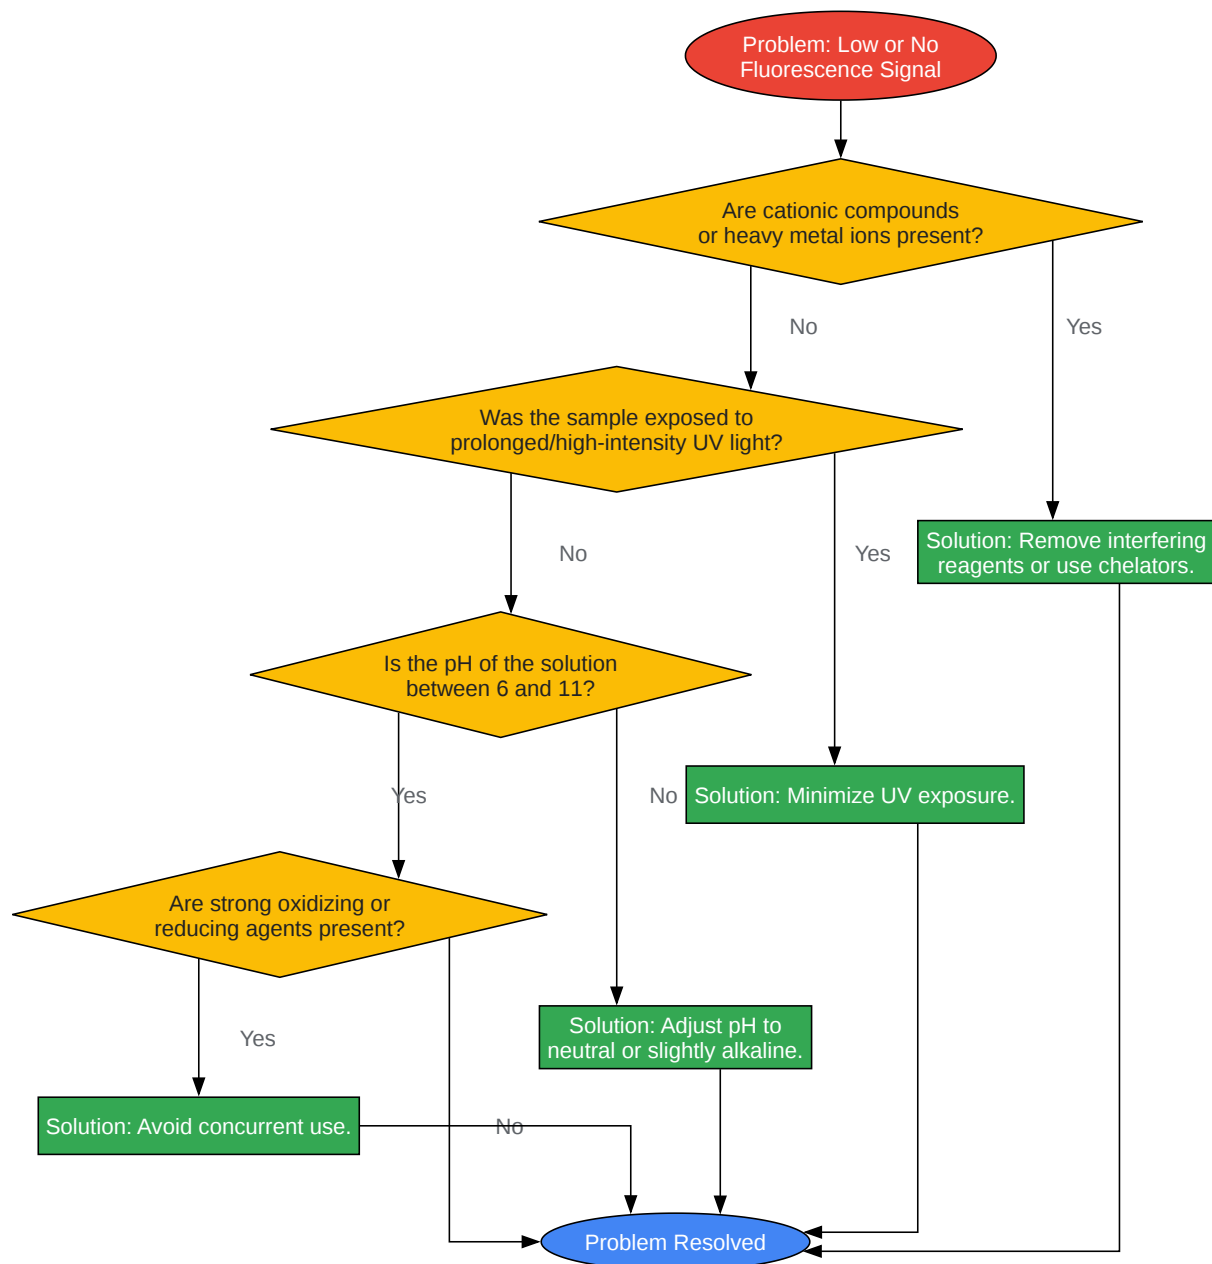 Problem: Low or No
Fluorescence Signal
Are cationic compounds
or heavy metal ions present?
No
Yes
Was the sample exposed to
prolonged/high-intensity UV light?
No
Yes
Solution: Remove interfering
reagents or use chelators.
Is the pH of the solution
between 6 and 11?
Yes
No
Solution: Minimize UV exposure.
Are strong oxidizing or
reducing agents present?
Yes
Solution: Adjust pH to
neutral or slightly alkaline.
Solution: Avoid concurrent use.
No
Problem Resolved